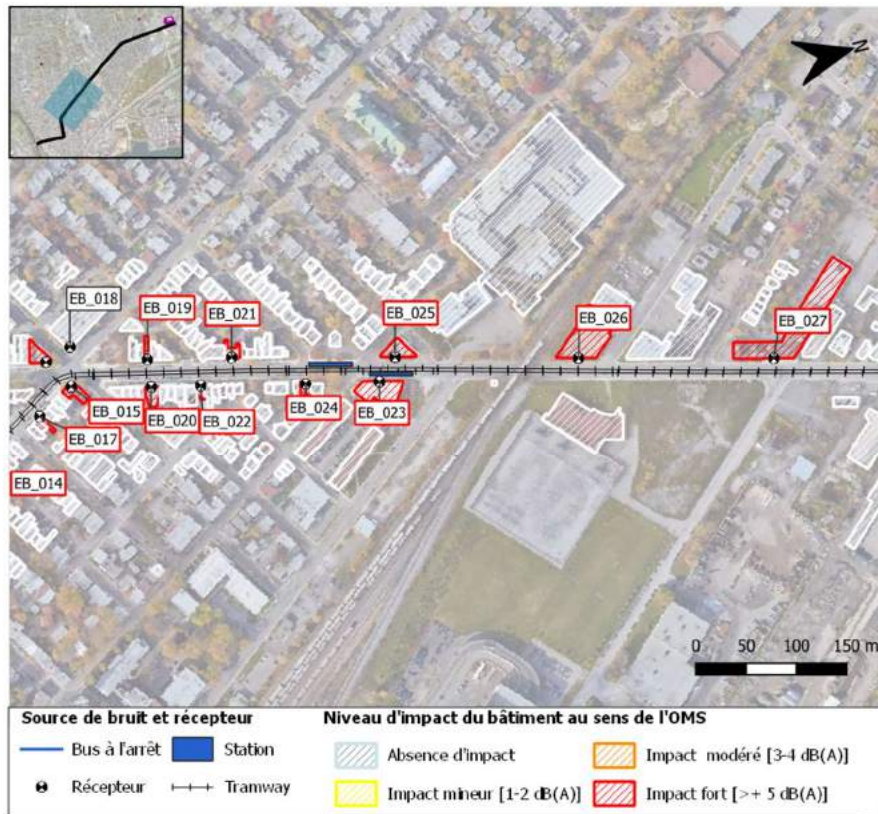 N
EB_018
EB_019
EB_021
EB_025
EB_026
EB_027
EB_015
EB_020
EB_022
EB_024
EB_023
EB_017
EB_014
0 50 100 150 m
Source de bruit et récepteur
Bus à l'arrêt
Station
Récepteur
Tramway
Niveau d'impact du bâtiment au sens de l'OMS
Absence d'impact
Impact modéré [3-4 dB(A)]
Impact mineur [1-2 dB(A)]
Impact fort [>+ 5 dB(A)]